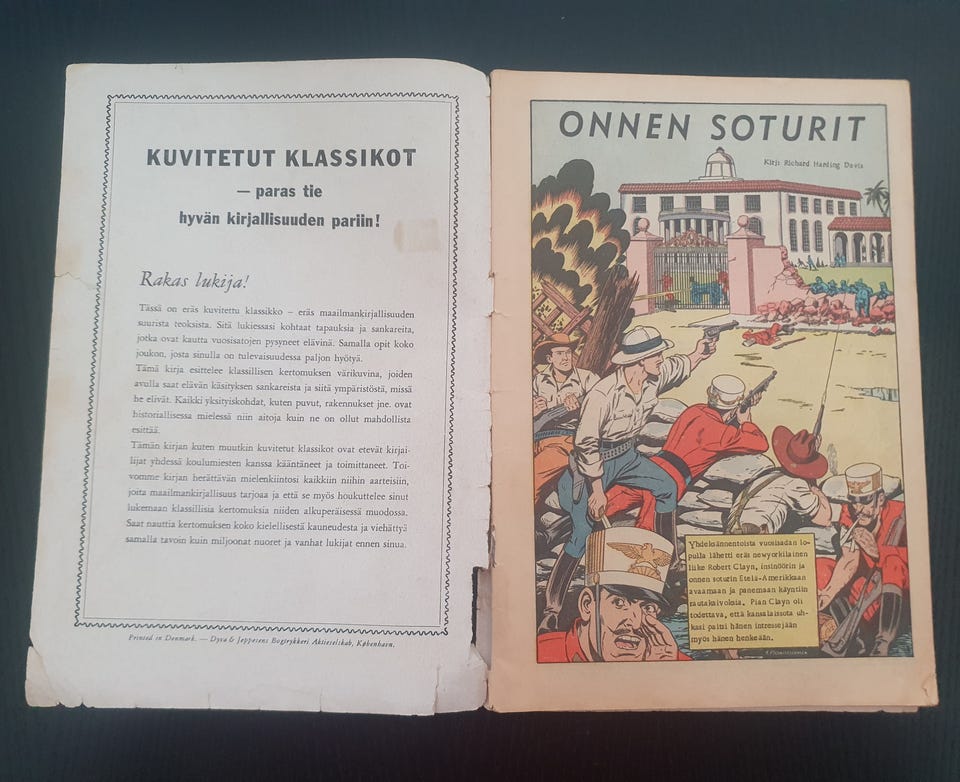 KUVITETUT KLASSIKOT
— paras tie
hyvän kirjallisuuden pariin!
Rakas lukija!
Tässä on eräs kuvitettu klassikko – eräs maailmankirjallisuuden
suurista teoksista. Sitä lukiessasi kohtaat tapauksia ja sankareita,
jotka ovat kautta vuosisatojen pysyneet elävinä. Samalla opit koko
joukon, josta sinulla on tulevaisuudessa paljon hyötyä.
Tämä kirja esittelee klassillisen kertomuksen värikuvina, joiden
avulla saat elävän käsityksen sankareista ja siitä ympäristöstä, missä
he elivät. Kaikki yksityiskohdat, kuten puvut, rakennukset jne. ovat
historiallisessa mielessä niin aitoja kuin ne on ollut mahdollista
esittää.
Tämän kirjan kuten muutkin kuvitetut klassikot ovat etevät kirjai-
lijat yhdessä koulumiesten kanssa kääntäneet ja toimittaneet. Toi-
vomme kirjan herättävän mielenkiintosi kaikkiin niihin aarteisiin,
joita maailmankirjallisuus tarjoaa ja että se myös houkuttelee sinut
lukemaan klassillisia kertomuksia niiden alkuperäisessä muodossa.
Saat nauttia kertomuksen koko kielellisestä kauneudesta ja viehättyä
samalla tavoin kuin miljoonat nuoret ja vanhat lukijat ennen sinua.
Printed in Denmark. — Dyva & Jeppesens Bogtrykkeri Aktieselskab, København.
ONNEN SOTURIT
Kirj: Richard Harding Davis
Yhdeksännentoista vuosisadan lo-
pulla lähetti eräs newyorkilainen
liike Robert Clayn, insinöörin ja
onnen soturin Etelä-Amerikkaan
avaamaan ja panemaan käyntiin
rautakaivoksia. Pian Clayn oli
todettava, että kansalaissota uh-
kasi paitsi hänen intressejään
myös hänen henkeään.